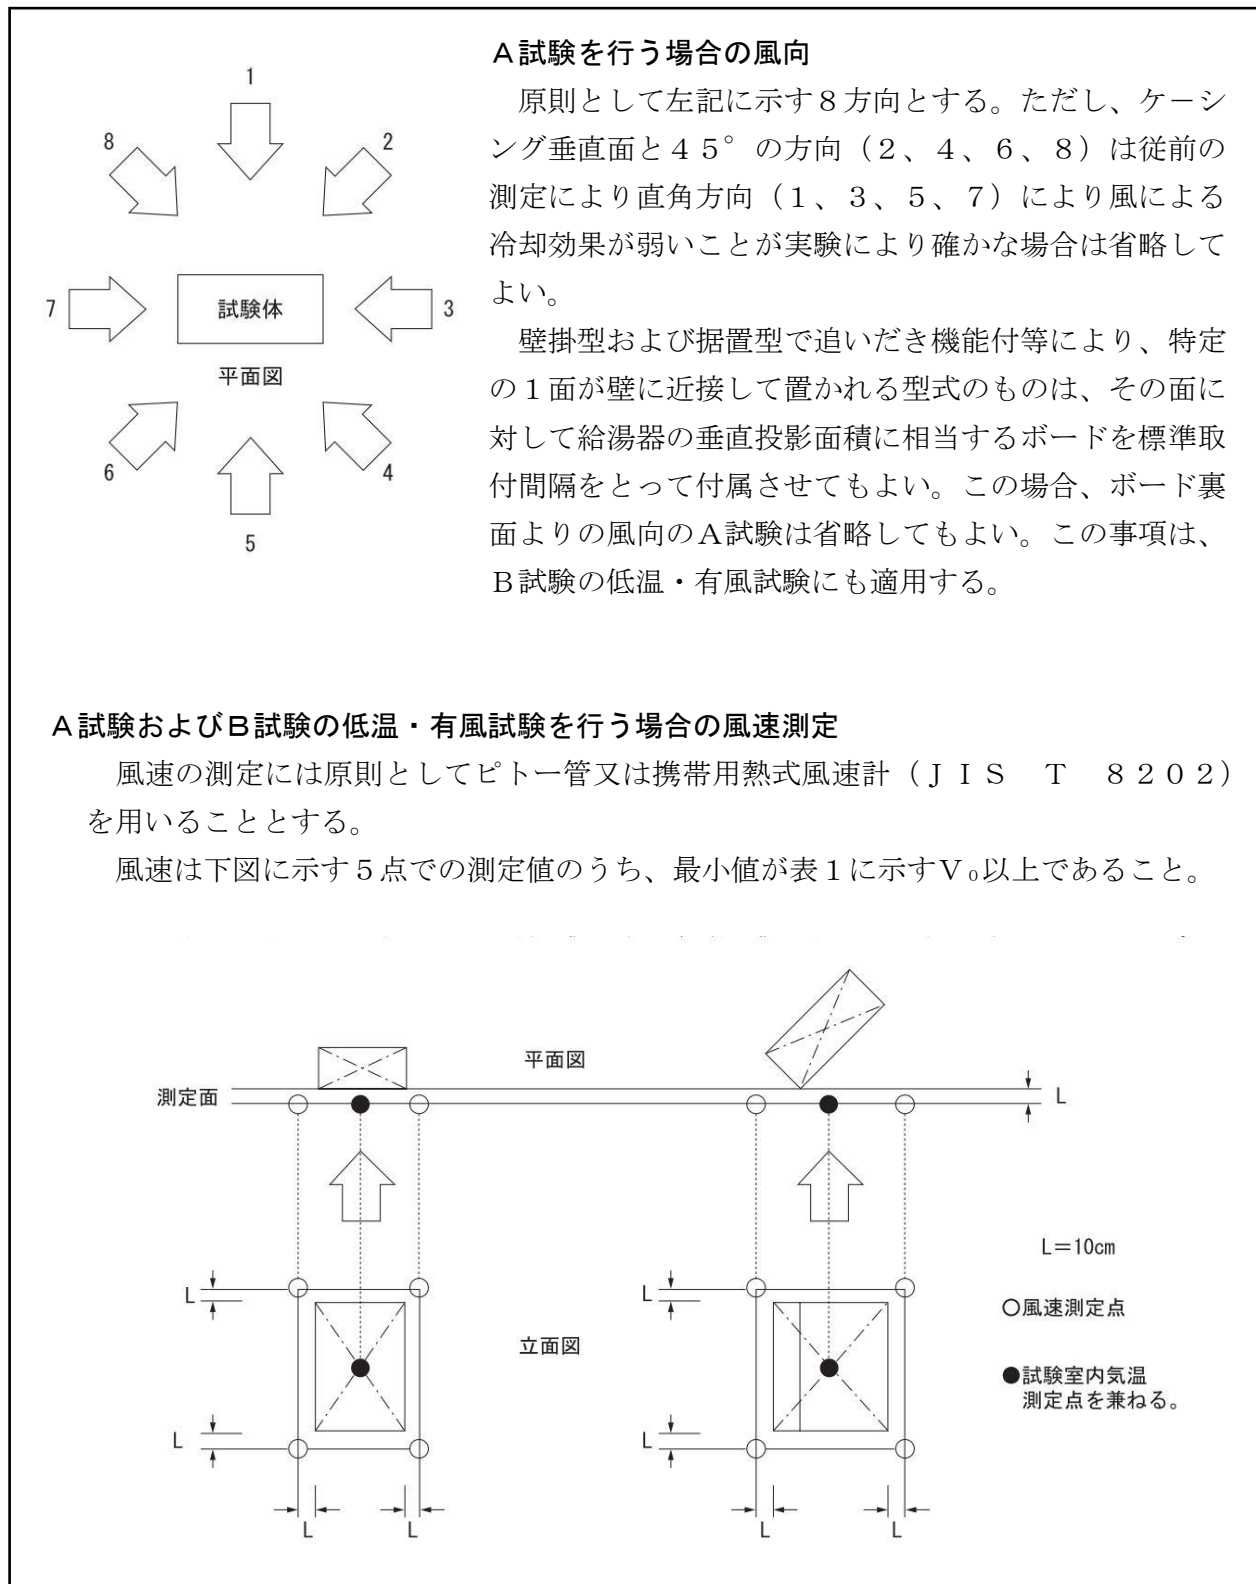 A試験を行う場合の風向
原則として左記に示す8方向とする。ただし、ケーシ
ング垂直面と45°の方向(2、4、6、8)は従前の
測定により直角方向(1、3、5、7)により風による
冷却効果が弱いことが実験により確かな場合は省略して
よい。
壁掛型および据置型で追いだき機能付等により、特定
の1面が壁に近接して置かれる型式のものは、その面に
対して給湯器の垂直投影面積に相当するボードを標準取
付間隔をとって付属させてもよい。この場合、ボード裏
面よりの風向のA試験は省略してもよい。この事項は、
B試験の低温・有風試験にも適用する。
1
8
2
7
試験体
3
平面図
6
4
5
A試験およびB試験の低温・有風試験を行う場合の風速測定
風速の測定には原則としてピトー管又は携帯用熱式風速計(JIS T 8202)
を用いることとする。
風速は下図に示す5点での測定値のうち、最小値が表1に示すV₀以上であること。
平面図
測定面
L
L=10cm
L
L
○風速測定点
立面図
●試験室内気温
測定点を兼ねる。
L
L
L
L
L
L